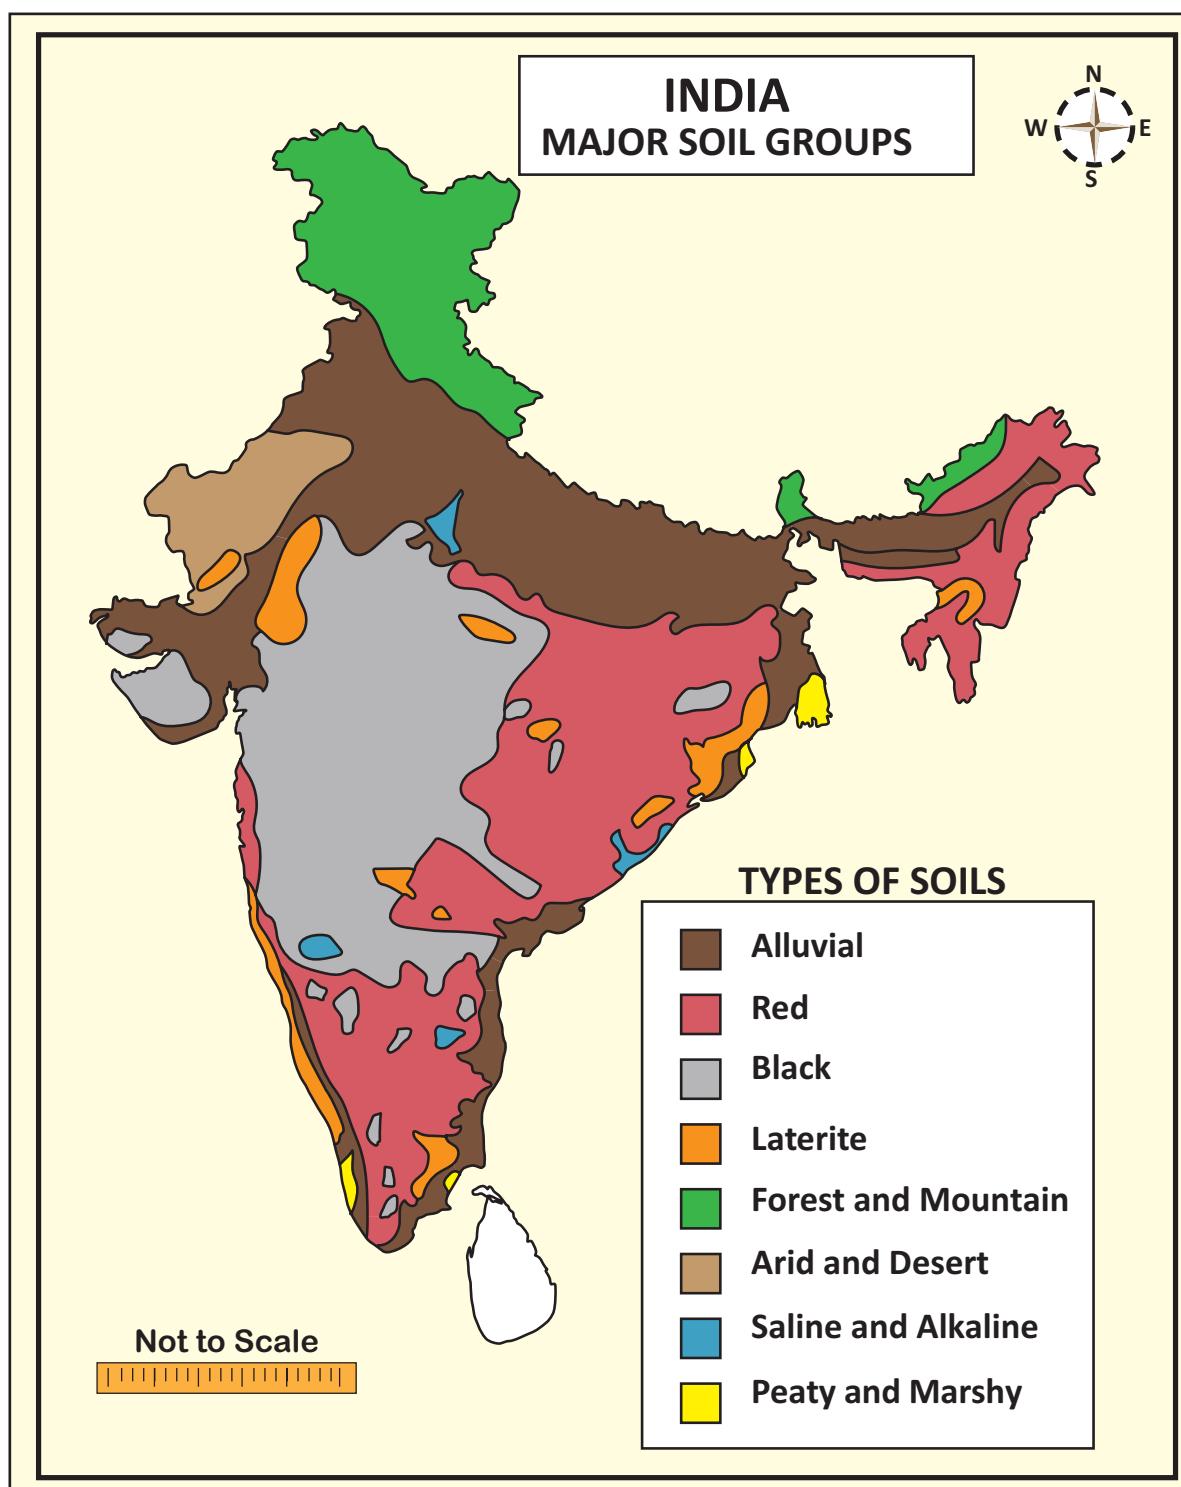 INDIA
MAJOR SOIL GROUPS
N
W
E
S
TYPES OF SOILS
Alluvial
Red
Black
Laterite
Forest and Mountain
Arid and Desert
Saline and Alkaline
Peaty and Marshy
Not to Scale